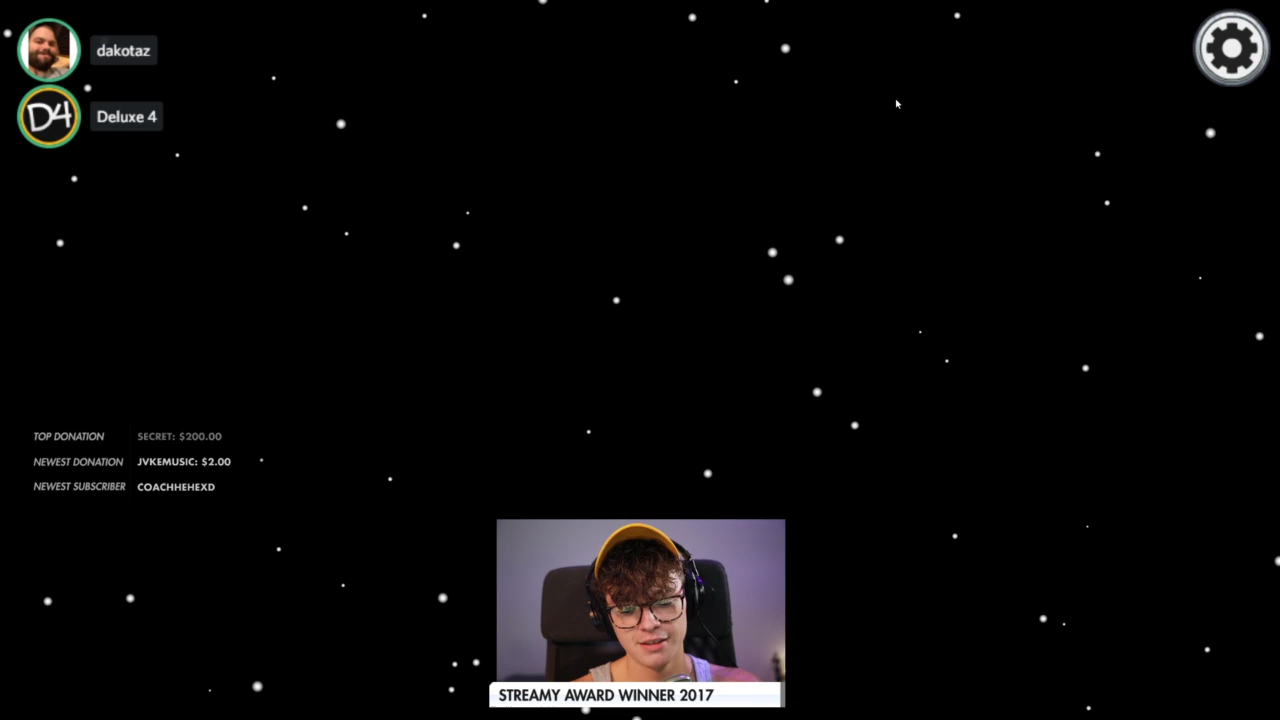 dakotaz
D4
Deluxe 4
TOP DONATION SECRET: $200.00
NEWEST DONATION JVKEMUSIC: $2.00
NEWEST SUBSCRIBER COACHHEHEXD
STREAMY AWARD WINNER 2017